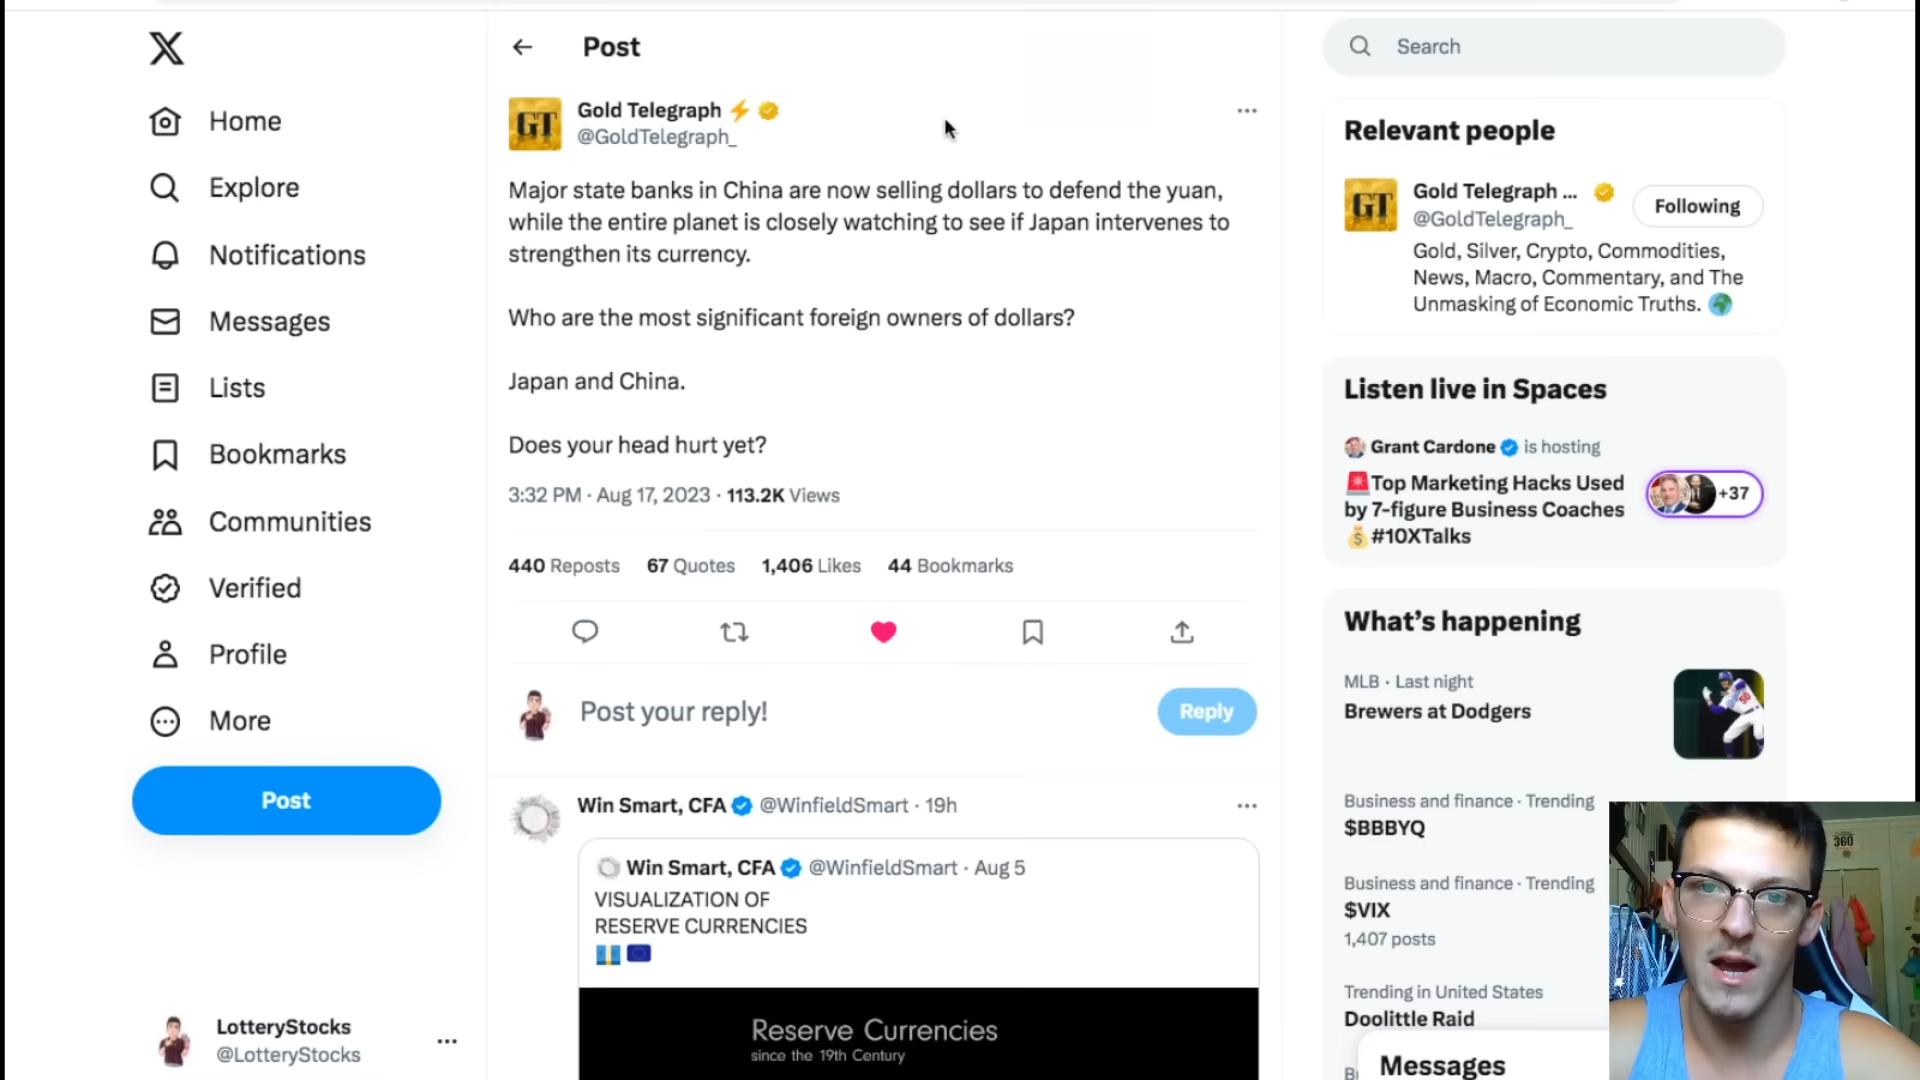 Home
Explore
Notifications
Messages
Lists
Bookmarks
Communities
Verified
Profile
More
Post
LotteryStocks
@LotteryStocks
Post
GT
Gold Telegraph ⚡
@GoldTelegraph_
Major state banks in China are now selling dollars to defend the yuan,
while the entire planet is closely watching to see if Japan intervenes to
strengthen its currency.
Who are the most significant foreign owners of dollars?
Japan and China.
Does your head hurt yet?
3:32 PM · Aug 17, 2023 · 113.2K Views
440 Reposts 67 Quotes 1,406 Likes 44 Bookmarks
Post your reply!
Reply
Win Smart, CFA @WinfieldSmart · 19h
Win Smart, CFA @WinfieldSmart · Aug 5
VISUALIZATION OF
RESERVE CURRENCIES
Reserve Currencies
since the 19th Century
Search
Relevant people
GT
Gold Telegraph ...
@GoldTelegraph_
Following
Gold, Silver, Crypto, Commodities,
News, Macro, Commentary, and The
Unmasking of Economic Truths. 🌍
Listen live in Spaces
Grant Cardone is hosting
🚨Top Marketing Hacks Used
by 7-figure Business Coaches
💰#10XTalks
+37
What's happening
MLB · Last night
Brewers at Dodgers
Business and finance · Trending
$BBBYQ
Business and finance · Trending
$VIX
1,407 posts
Trending in United States
Doolittle Raid
Messages
360